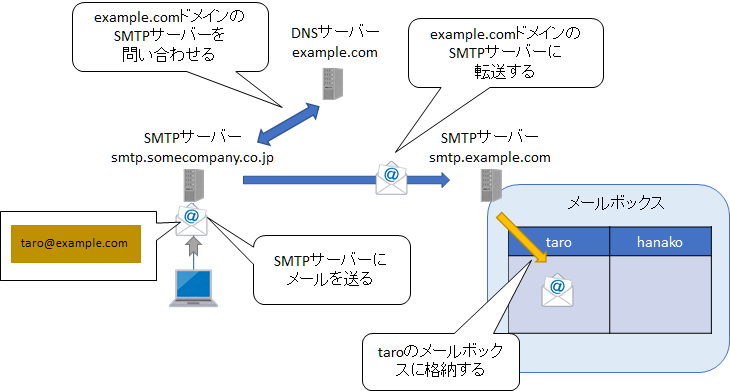 example.comドメインの
SMTPサーバーを
問い合わせる
DNSサーバー
example.com
example.comドメインの
SMTPサーバーに
転送する
SMTPサーバー
smtp.somecompany.co.jp
SMTPサーバー
smtp.example.com
@
@
taro@example.com
SMTPサーバーに
メールを送る
メールボックス
taro
hanako
@
taroのメールボック
スに格納する